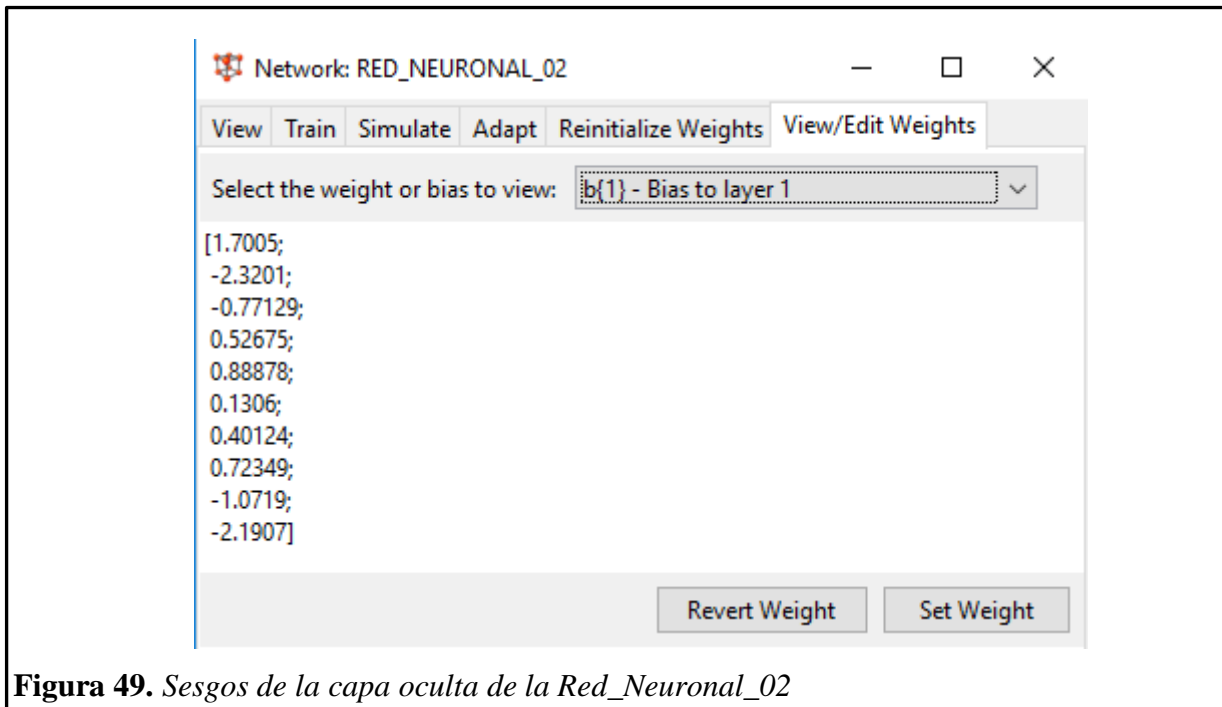 Network: RED_NEURONAL_02
View Train Simulate Adapt Reinitialize Weights View/Edit Weights
Select the weight or bias to view: b{1} - Bias to layer 1
[1.7005;
-2.3201;
-0.77129;
0.52675;
0.88878;
0.1306;
0.40124;
0.72349;
-1.0719;
-2.1907]
Revert Weight Set Weight
Figura 49. Sesgos de la capa oculta de la Red_Neuronal_02